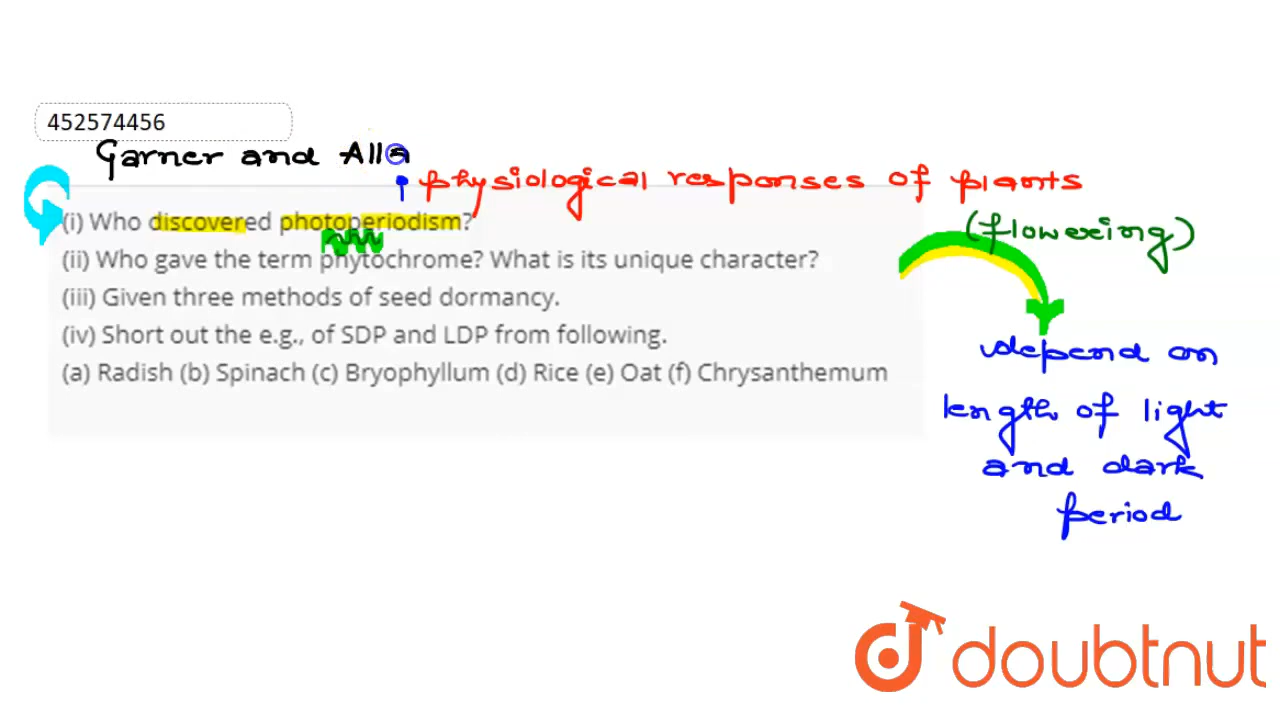 452574456
Garner and Alla
physiological responses of plants
(i) Who discovered photoperiodism?
(flowering)
(ii) Who gave the term phytochrome? What is its unique character?
(iii) Given three methods of seed dormancy.
(iv) Short out the e.g., of SDP and LDP from following.
depend on
(a) Radish (b) Spinach (c) Bryophyllum (d) Rice (e) Oat (f) Chrysanthemum
length of light
and dark
period
doubtnut